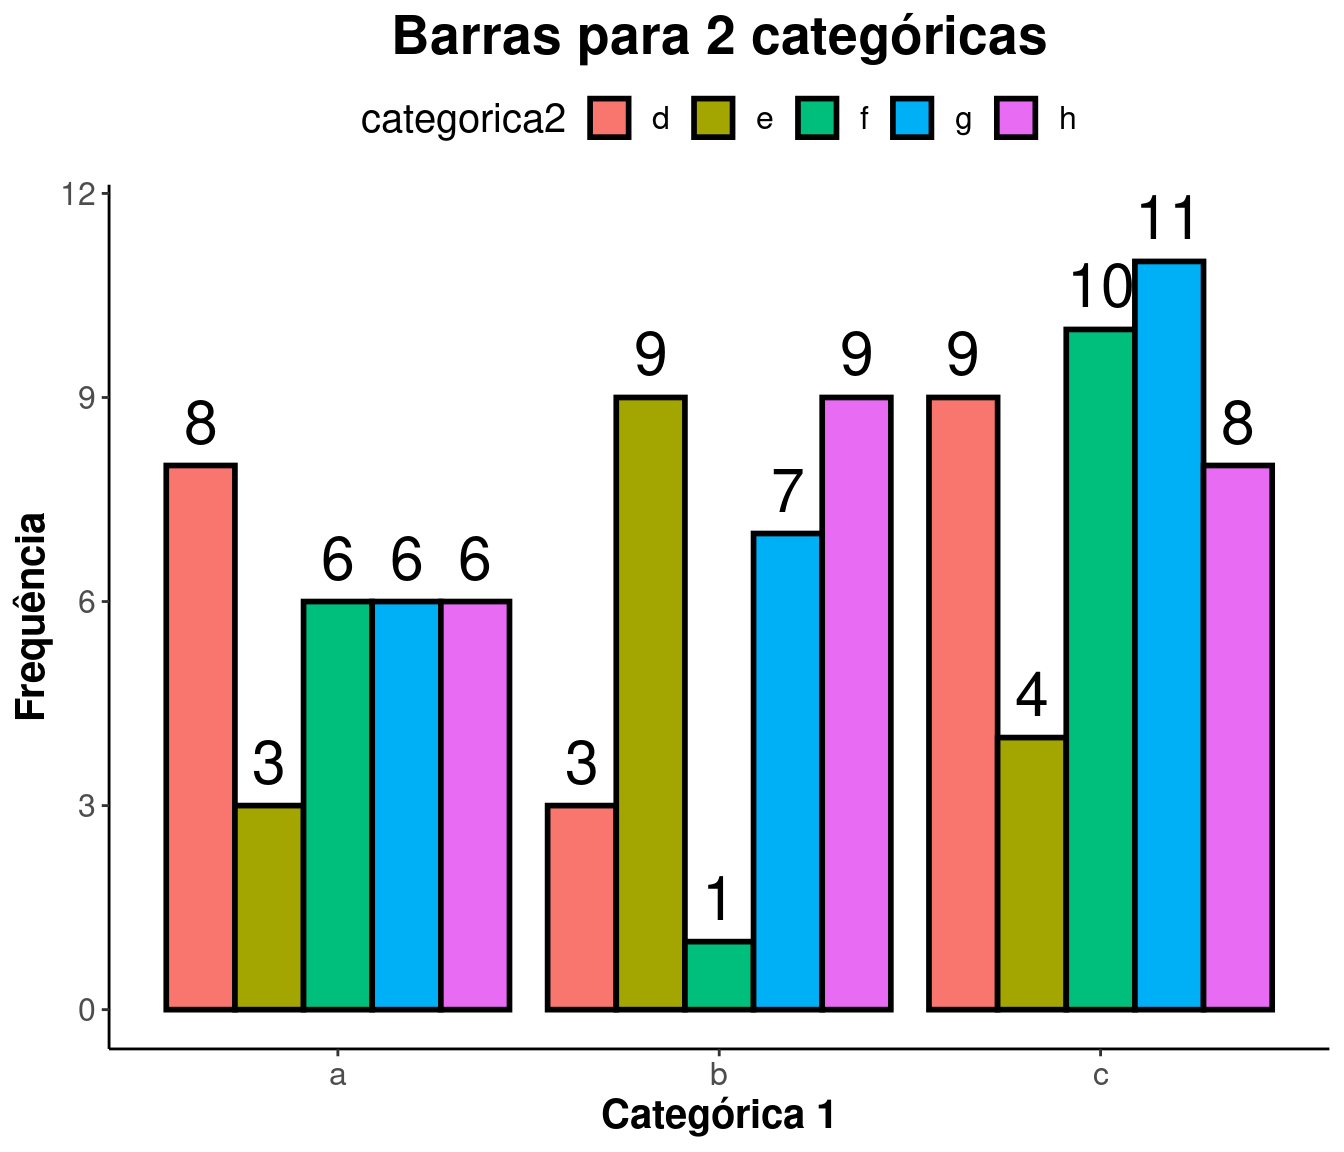 Barras para 2 categóricas
categorica2 d e f g h
12
9
6
3
0
Frequência
8 3 6 6 6
3 9 1 7 9
9 4 10 11 8
a b c
Categórica 1